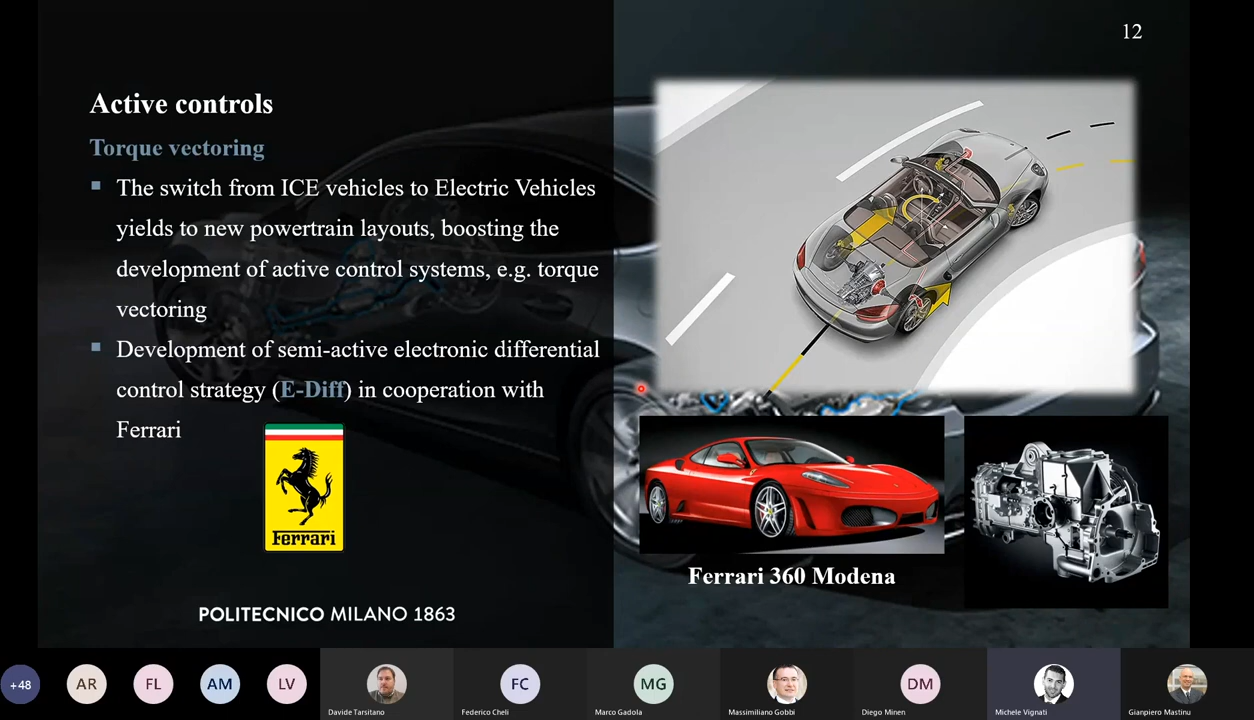 12
Active controls
Torque vectoring
The switch from ICE vehicles to Electric Vehicles
yields to new powertrain layouts, boosting the
development of active control systems, e.g. torque
vectoring
Development of semi-active electronic differential
control strategy (E-Diff) in cooperation with
Ferrari
Ferrari
Ferrari 360 Modena
POLITECNICO MILANO 1863
+48
AR
FL
AM
LV
Davide Tarsitano
FC
Federico Cheli
MG
Marco Gadola
Massimiliano Gobbi
DM
Diego Minen
Michele Vignati
Gianpiero Mastinu